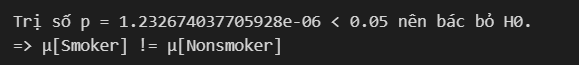 Trị số p = 1.232674037705928e-06 < 0.05 nên bác bỏ H0.
=> µ[Smoker] != µ[Nonsmoker]